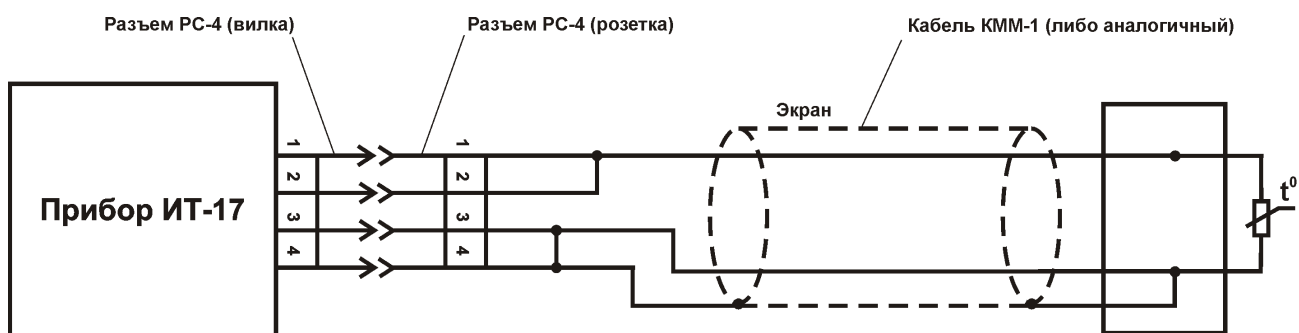 Разъем РС-4 (вилка)
Разъем РС-4 (розетка)
Кабель КММ-1 (либо аналогичный)
Экран
Прибор ИТ-17
1
2
3
4
1
2
3
4
t⁰